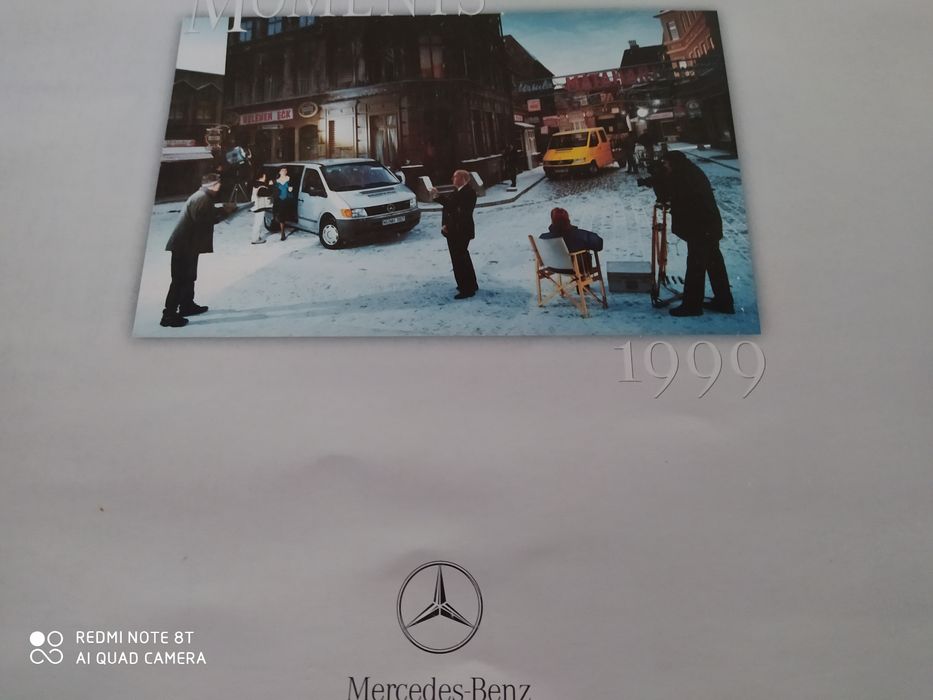 MOMENTS
1999
Mercedes-Benz
REDMI NOTE 8T
AI QUAD CAMERA